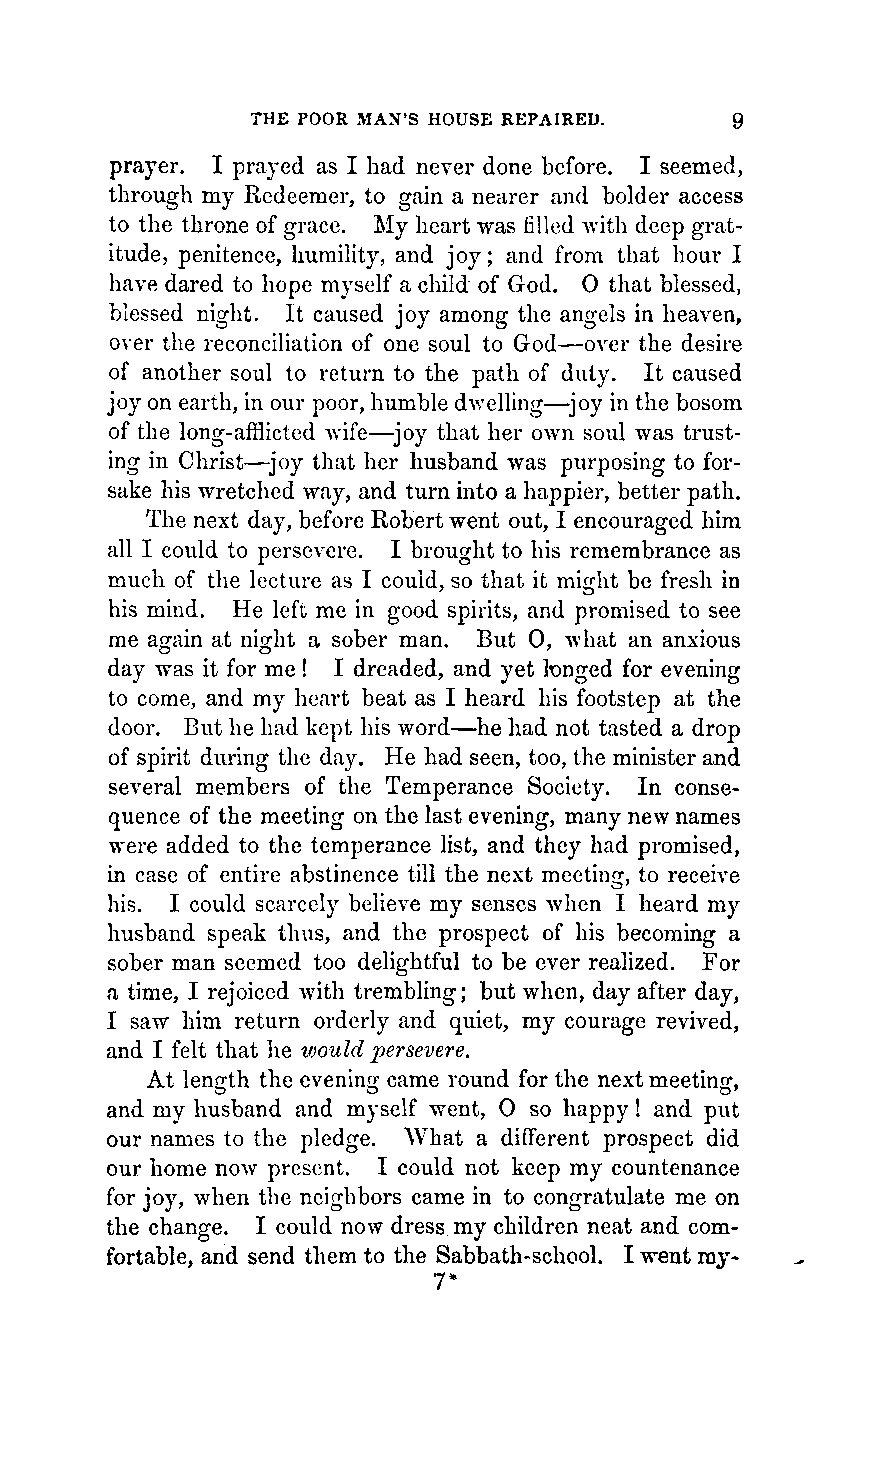 THE POOR MAN'S HOUSE REPAIRED. 9
prayer. I prayed as I had never done before. I seemed,
through my Redeemer, to gain a nearer and bolder access
to the throne of grace. My heart was filled with deep grat-
itude, penitence, humility, and joy; and from that hour I
have dared to hope myself a child of God. O that blessed,
blessed night. It caused joy among the angels in heaven,
over the reconciliation of one soul to God—over the desire
of another soul to return to the path of duty. It caused
joy on earth, in our poor, humble dwelling—joy in the bosom
of the long-afflicted wife—joy that her own soul was trust-
ing in Christ—joy that her husband was purposing to for-
sake his wretched way, and turn into a happier, better path.
The next day, before Robert went out, I encouraged him
all I could to persevere. I brought to his remembrance as
much of the lecture as I could, so that it might be fresh in
his mind. He left me in good spirits, and promised to see
me again at night a sober man. But O, what an anxious
day was it for me! I dreaded, and yet longed for evening
to come, and my heart beat as I heard his footstep at the
door. But he had kept his word—he had not tasted a drop
of spirit during the day. He had seen, too, the minister and
several members of the Temperance Society. In conse-
quence of the meeting on the last evening, many new names
were added to the temperance list, and they had promised,
in case of entire abstinence till the next meeting, to receive
his. I could scarcely believe my senses when I heard my
husband speak thus, and the prospect of his becoming a
sober man seemed too delightful to be ever realized. For
a time, I rejoiced with trembling; but when, day after day,
I saw him return orderly and quiet, my courage revived,
and I felt that he would persevere.
At length the evening came round for the next meeting,
and my husband and myself went, O so happy! and put
our names to the pledge. What a different prospect did
our home now present. I could not keep my countenance
for joy, when the neighbors came in to congratulate me on
the change. I could now dress my children neat and com-
fortable, and send them to the Sabbath-school. I went my-
7*